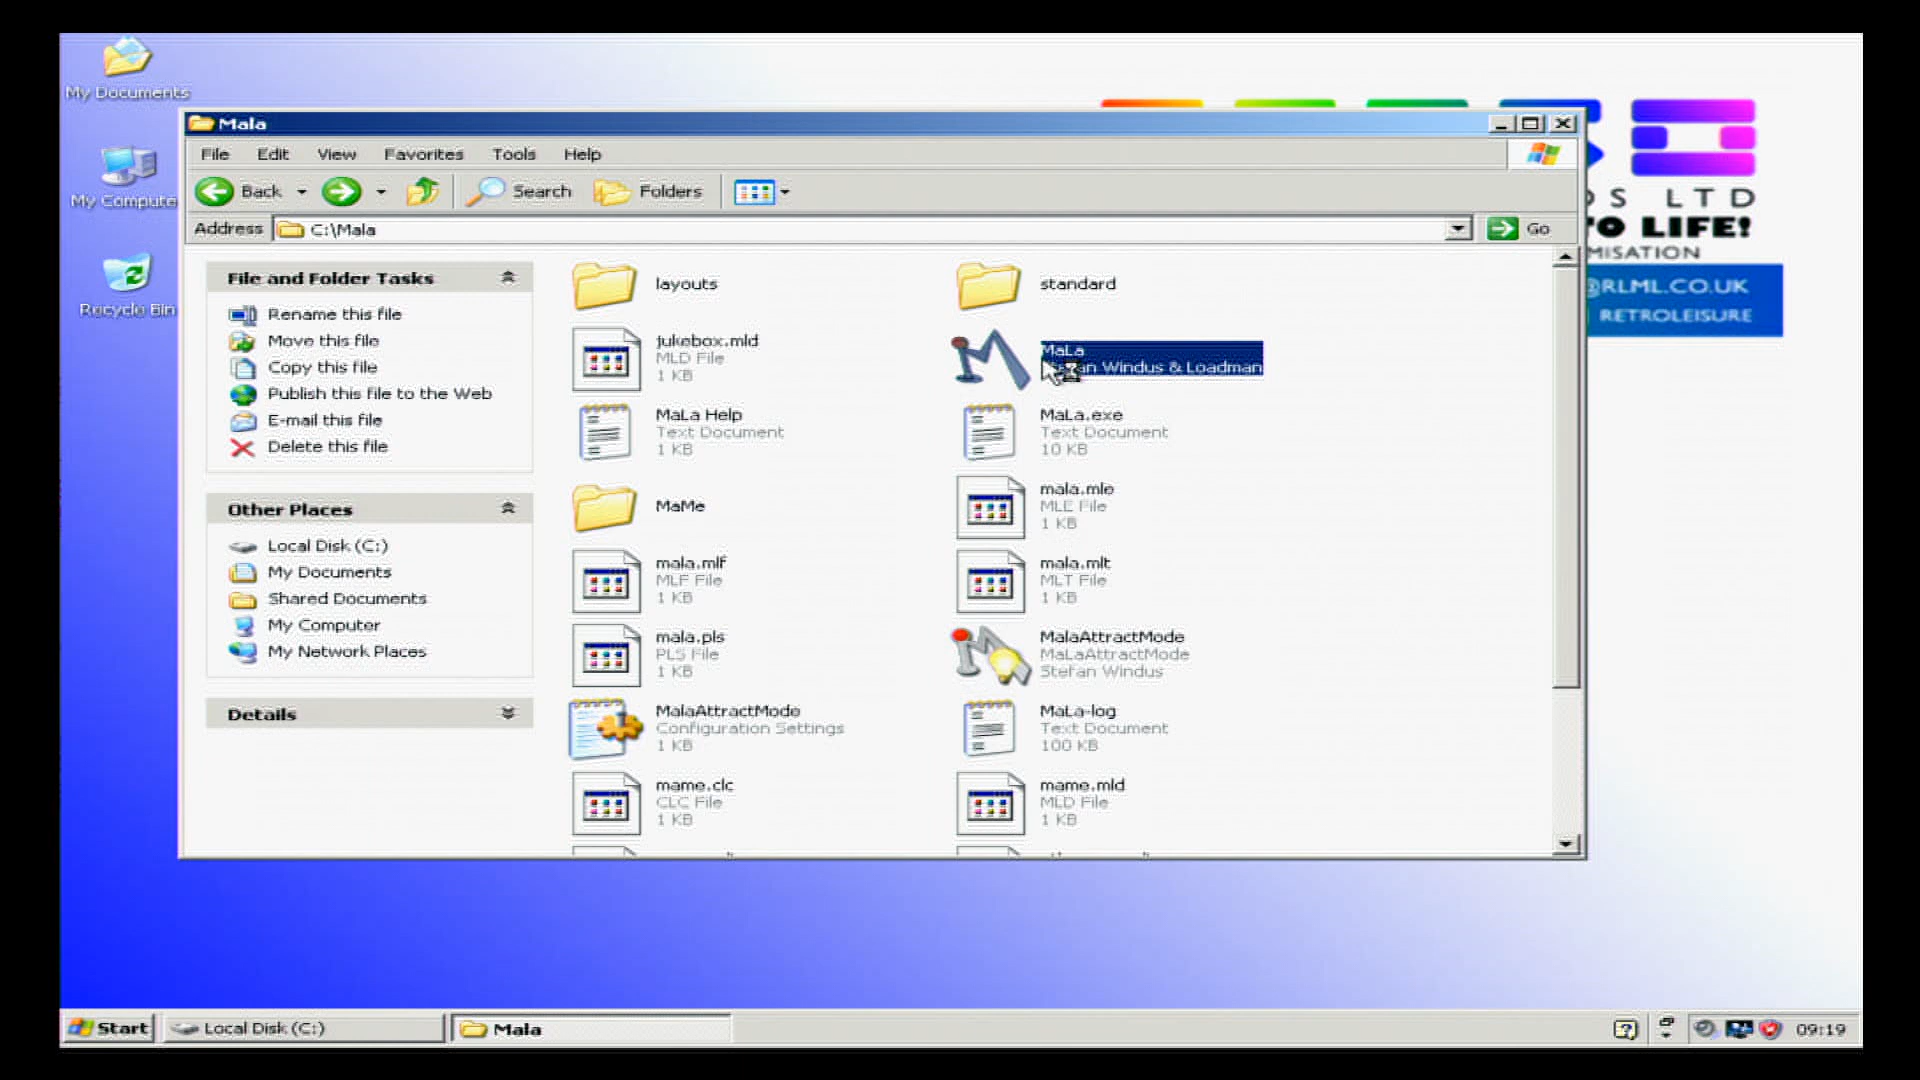 My Documents
My Compute
Recycle Bin
Mala
File Edit View Favorites Tools Help
Back Search Folders
Address C:\Mala Go
File and Folder Tasks
Rename this file
Move this file
Copy this file
Publish this file to the Web
E-mail this file
Delete this file
Other Places
Local Disk (C:)
My Documents
Shared Documents
My Computer
My Network Places
Details
layouts
standard
jukebox.mld
MLD File
1 KB
MaLa
Windus & Loadman
MaLa Help
Text Document
1 KB
MaLa.exe
Text Document
10 KB
MaMe
mala.mle
MLE File
1 KB
mala.mlf
MLF File
1 KB
mala.mlt
MLT File
1 KB
mala.pls
PLS File
1 KB
MalaAttractMode
MaLaAttractMode
Stefan Windus
MalaAttractMode
Configuration Settings
1 KB
MaLa-log
Text Document
100 KB
mame.clc
CLC File
1 KB
mame.mld
MLD File
1 KB
S LTD
O LIFE!
MISATION
@RLML.CO.UK
RETROLEISURE
Start Local Disk (C:) Mala 09:19